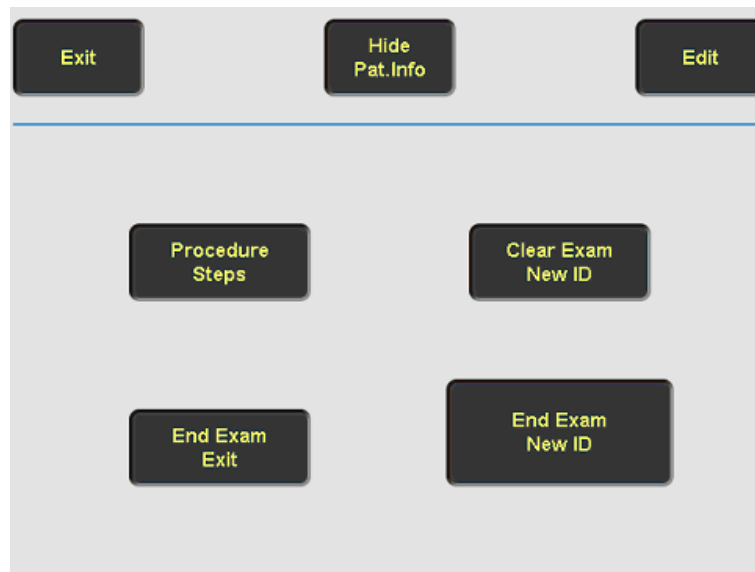 Exit
Hide
Pat.Info
Edit
Procedure
Steps
Clear Exam
New ID
End Exam
Exit
End Exam
New ID